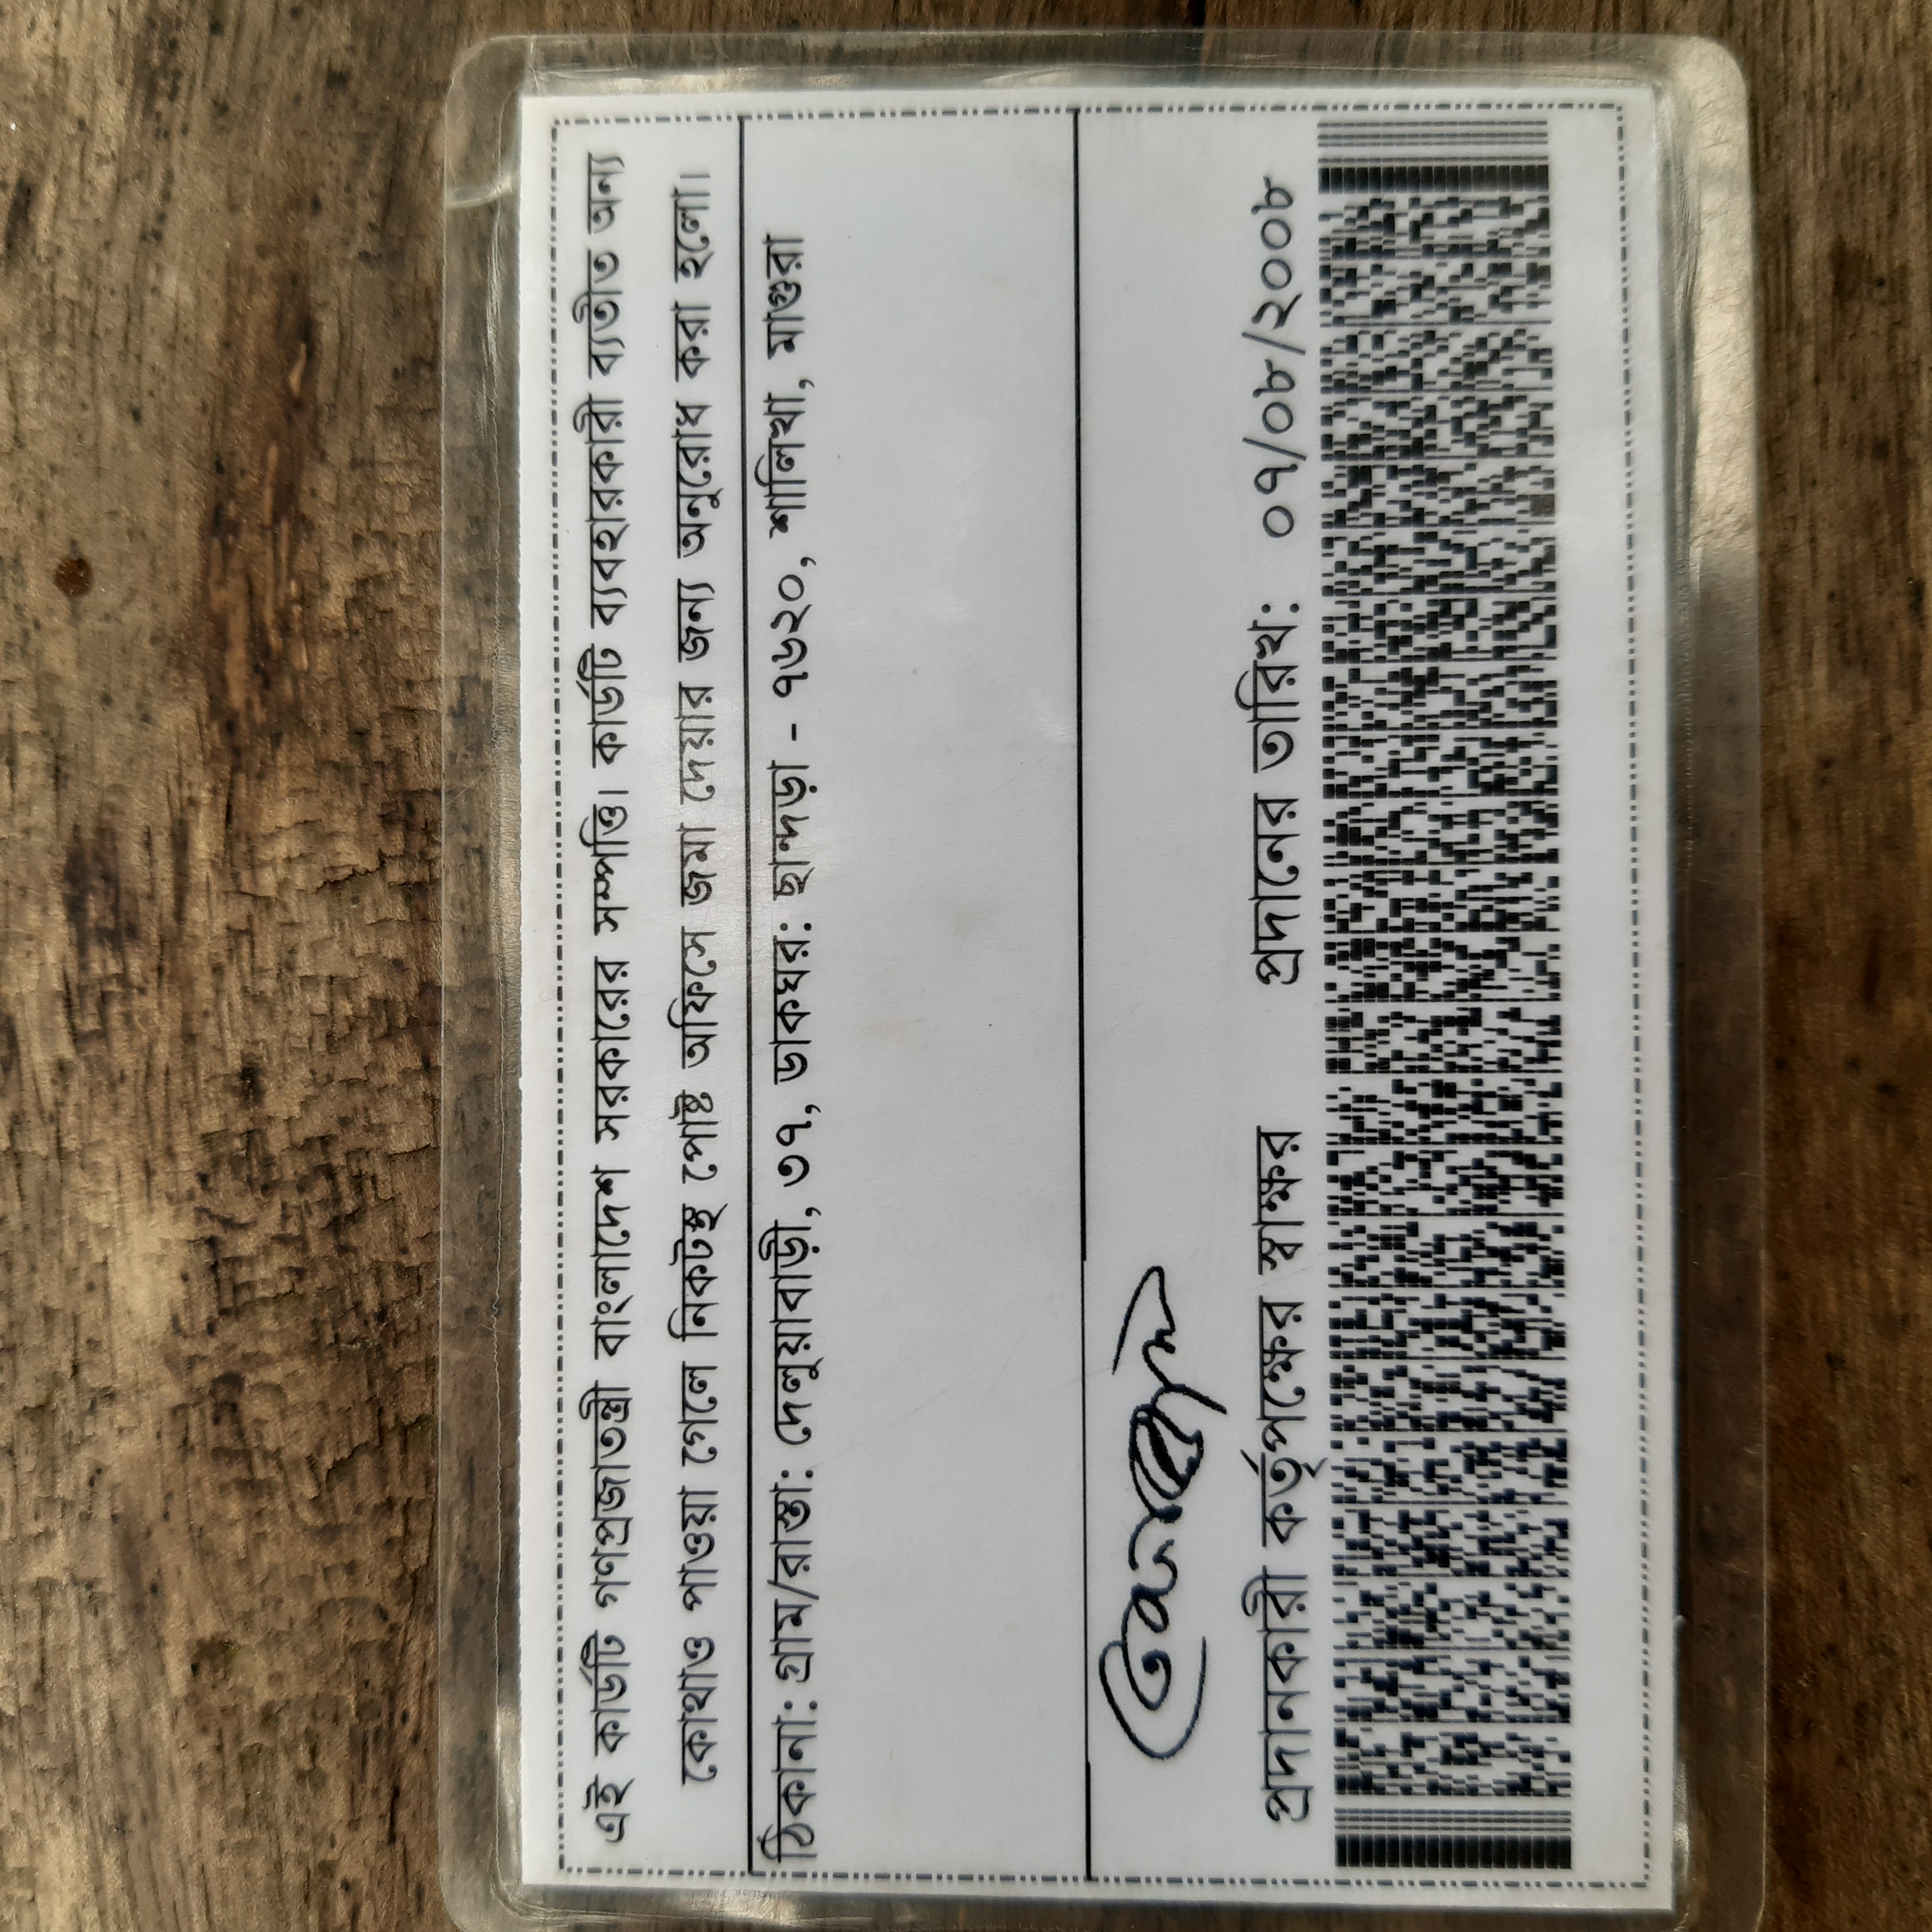 এই কার্ডটি গণপ্রজাতন্ত্রী বাংলাদেশ সরকারের সম্পত্তি। কার্ডটি ব্যবহারকারী ব্যতীত অন্য
কোথাও পাওয়া গেলে নিকটস্থ পোষ্ট অফিসে জমা দেয়ার জন্য অনুরোধ করা হলো।
ঠিকানা: গ্রাম/রাস্তা: দেলুয়াবাড়ী, ৩৭, ডাকঘর: ছান্দড়া - ৭৬২০, শালিখা, মাগুরা
প্রদানকারী কর্তৃপক্ষের স্বাক্ষর প্রদানের তারিখ: ০৭/০৮/২০০৮